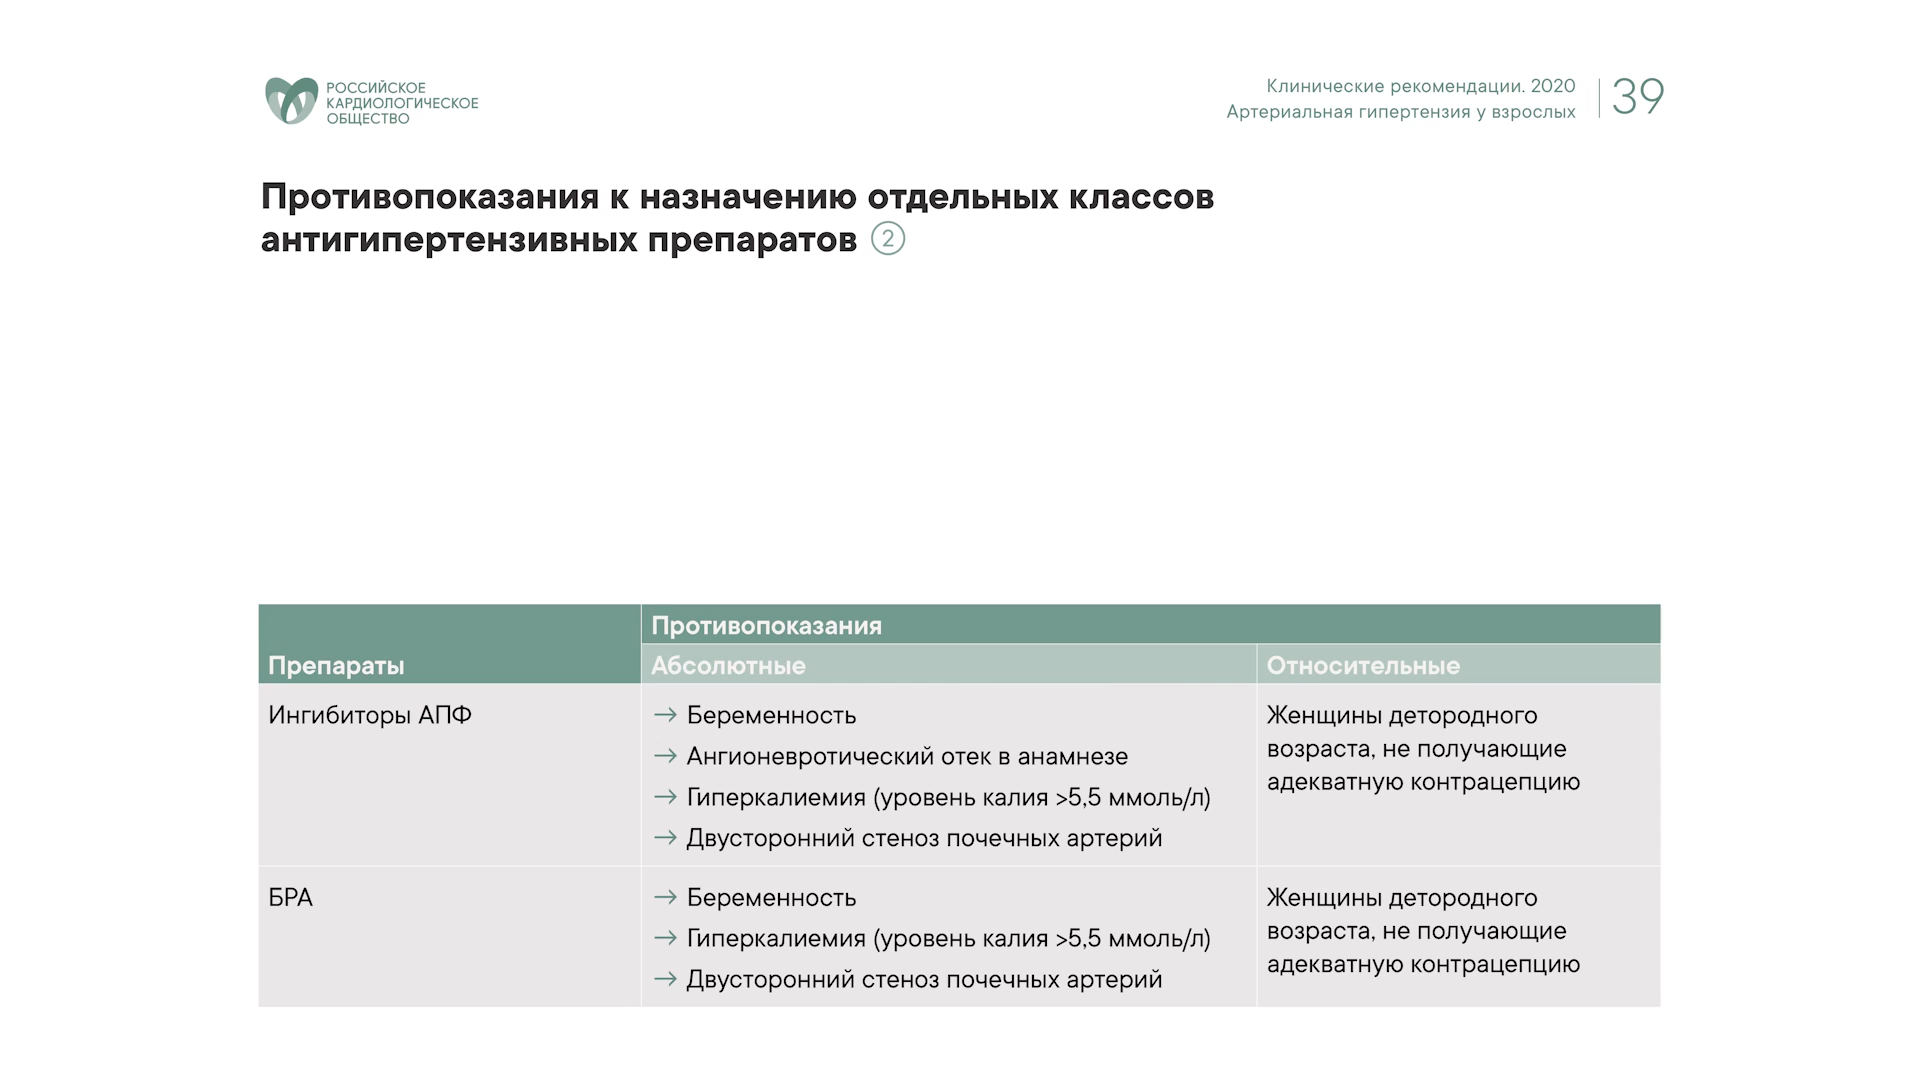 РОССИЙСКОЕ
КАРДИОЛОГИЧЕСКОЕ
ОБЩЕСТВО
Клинические рекомендации. 2020
Артериальная гипертензия у взрослых
39
Противопоказания к назначению отдельных классов
антигипертензивных препаратов 2
Препараты
Противопоказания
Абсолютные
Относительные
Ингибиторы АПФ
→ Беременность
→ Ангионевротический отек в анамнезе
→ Гиперкалиемия (уровень калия >5,5 ммоль/л)
→ Двусторонний стеноз почечных артерий
Женщины детородного
возраста, не получающие
адекватную контрацепцию
БРА
→ Беременность
→ Гиперкалиемия (уровень калия >5,5 ммоль/л)
→ Двусторонний стеноз почечных артерий
Женщины детородного
возраста, не получающие
адекватную контрацепцию